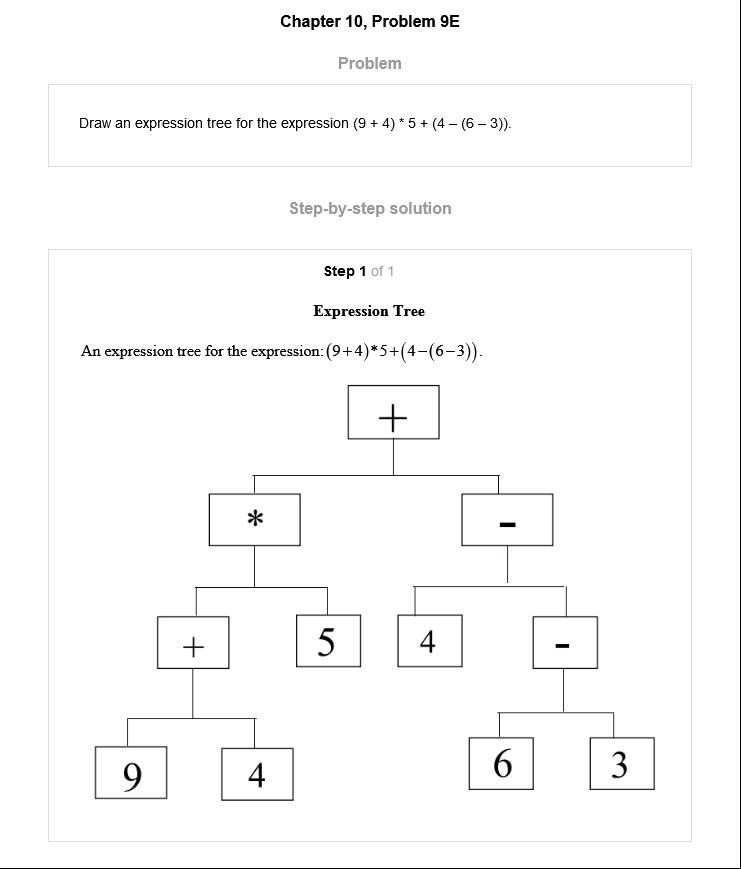 Chapter 10, Problem 9E
Problem
Draw an expression tree for the expression (9 + 4) * 5 + (4 – (6 – 3)).
Step-by-step solution
Step 1 of 1
Expression Tree
An expression tree for the expression: (9+4)*5+(4−(6−3)).
+
* -
+ 5 4 -
9 4 6 3